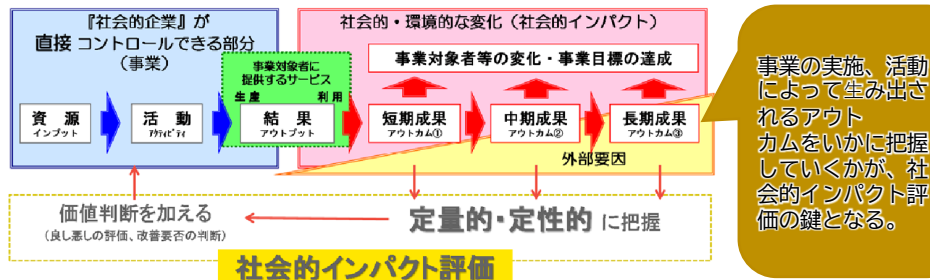 『社会的企業』が
直接 コントロールできる部分
（事業）
社会的・環境的な変化（社会的インパクト）
事業対象者に
提供するサービス
生産 利用
事業対象者等の変化・事業目標の達成
資 源
インプット
活 動
ｱｸﾃｨﾋﾞﾃｨ
結 果
アウトプット
短期成果
アウトカム①
中期成果
アウトカム②
長期成果
アウトカム③
外部要因
価値判断を加える
（良し悪しの評価、改善要否の判断）
定量的・定性的 に把握
社会的インパクト評価
事業の実施、活動
によって生み出さ
れるアウト
カムをいかに把握
していくかが、社
会的インパクト評
価の鍵となる。